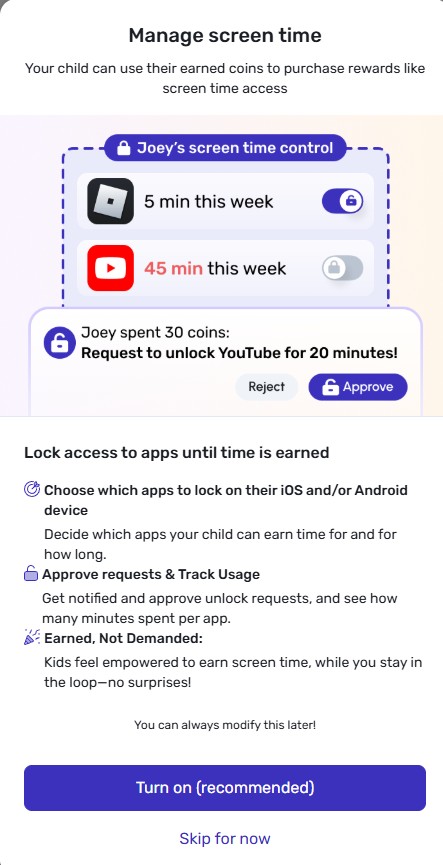 Manage screen time
Your child can use their earned coins to purchase rewards like
screen time access
Joey’s screen time control
5 min this week
45 min this week
Joey spent 30 coins:
Request to unlock YouTube for 20 minutes!
Reject
Approve
Lock access to apps until time is earned
Choose which apps to lock on their iOS and/or Android
device
Decide which apps your child can earn time for and for
how long.
Approve requests & Track Usage
Get notified and approve unlock requests, and see how
many minutes spent per app.
Earned, Not Demanded:
Kids feel empowered to earn screen time, while you stay in
the loop—no surprises!
You can always modify this later!
Turn on (recommended)
Skip for now